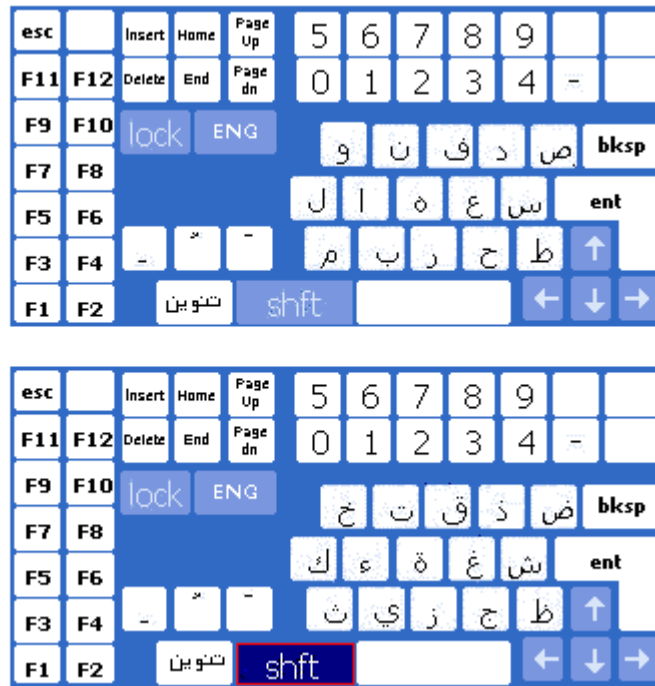 esc Insert Home Page Up 5 6 7 8 9
F11 F12 Delete End Page dn 0 1 2 3 4 -
F9 F10 lock ENG و ن ف د ص bksp
F7 F8
F5 F6 ل ا ه ع س ent
F3 F4 م ب ر ح ط ↑
F1 F2 تنوين shft ← ↓ →
esc Insert Home Page Up 5 6 7 8 9
F11 F12 Delete End Page dn 0 1 2 3 4 -
F9 F10 lock ENG خ ت ق ذ ض bksp
F7 F8
F5 F6 ك ء ة غ ش ent
F3 F4 ث ي ز ج ظ ↑
F1 F2 تنوين shft ← ↓ →